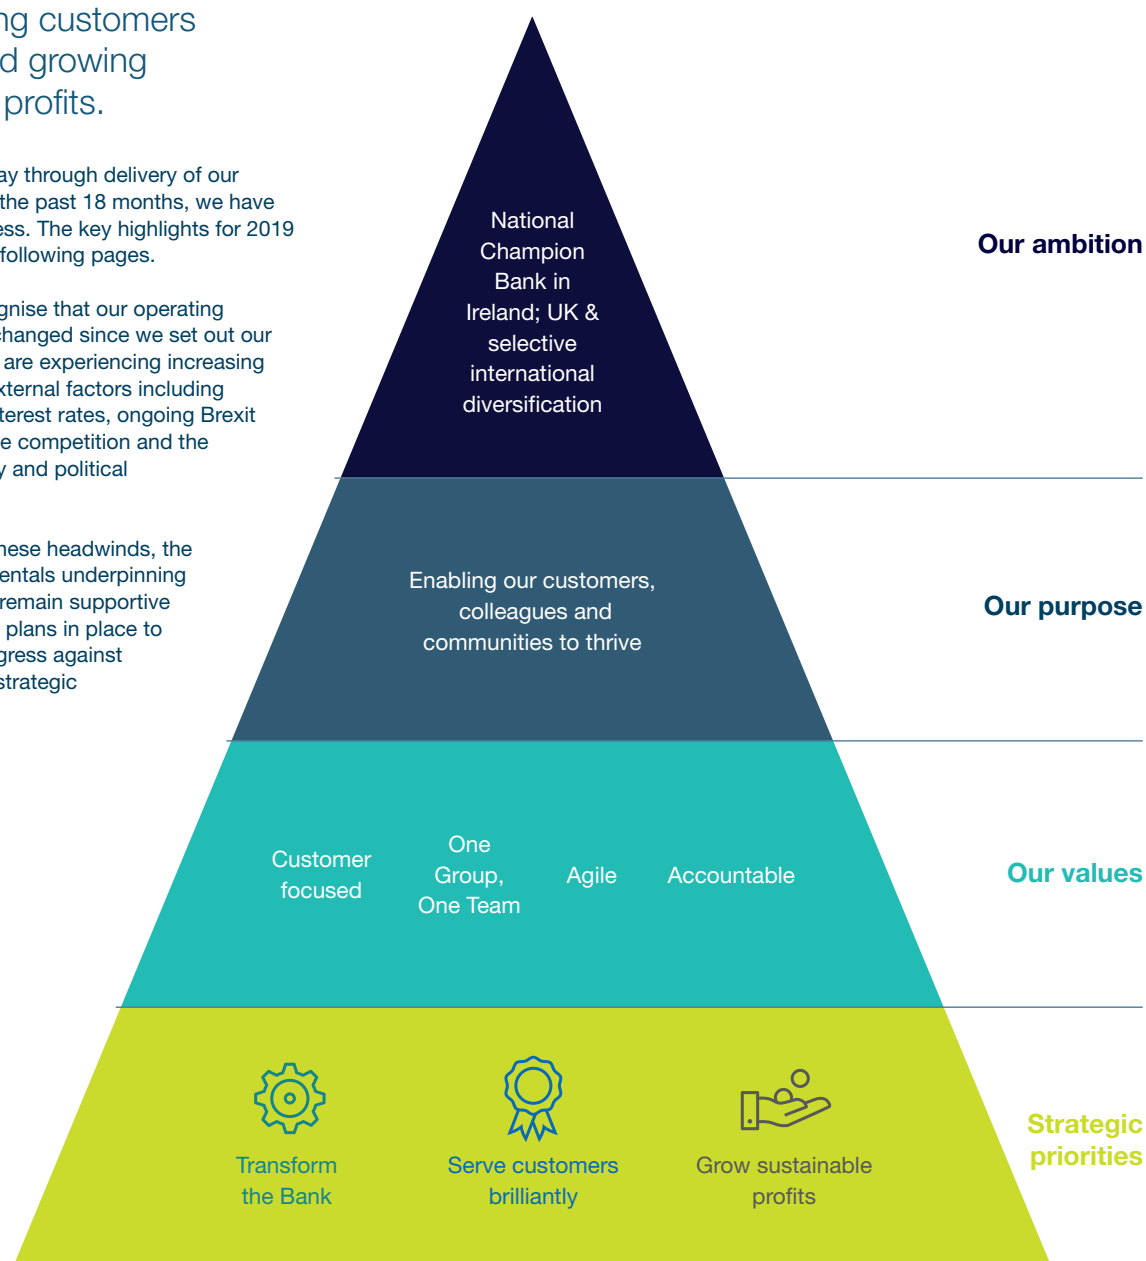 ng customers
d growing
profits.
ay through delivery of our
the past 18 months, we have
ess. The key highlights for 2019
following pages.
gnise that our operating
changed since we set out our
are experiencing increasing
xternal factors including
terest rates, ongoing Brexit
e competition and the
y and political
hese headwinds, the
entals underpinning
remain supportive
plans in place to
gress against
strategic
National
Champion
Bank in
Ireland; UK &
selective
international
diversification
Our ambition
Enabling our customers,
colleagues and
communities to thrive
Our purpose
Customer
focused
One
Group,
One Team
Agile
Accountable
Our values
Transform
the Bank
Serve customers
brilliantly
Grow sustainable
profits
Strategic
priorities